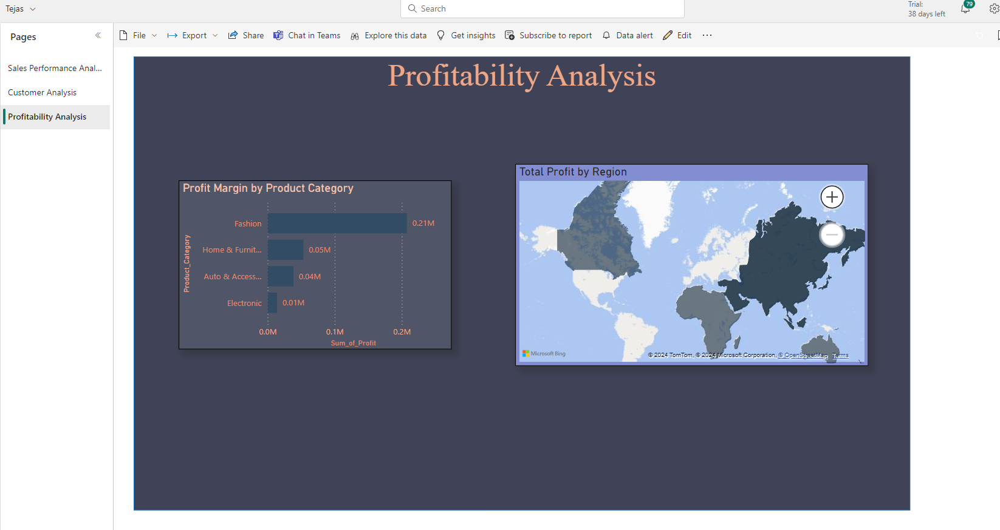 Tejas
Search
Trial:
38 days left
79
Pages
File
Export
Share
Chat in Teams
Explore this data
Get insights
Subscribe to report
Data alert
Edit
Sales Performance Anal...
Customer Analysis
Profitability Analysis
Profitability Analysis
Profit Margin by Product Category
Product_Category
Fashion
0.21M
Home & Furnit...
0.05M
Auto & Access...
0.04M
Electronic
0.01M
0.0M
0.1M
0.2M
Sum_of_Profit
Total Profit by Region
Microsoft Bing
© 2024 TomTom, © 2024 Microsoft Corporation, © OpenStreetMap Terms